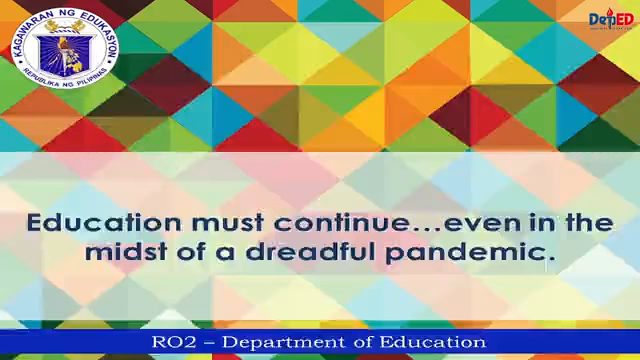 KAGAWARAN NG EDUKASYON
REPUBLIKA NG PILIPINAS
DepED
Education must continue...even in the
midst of a dreadful pandemic.
RO2 – Department of Education